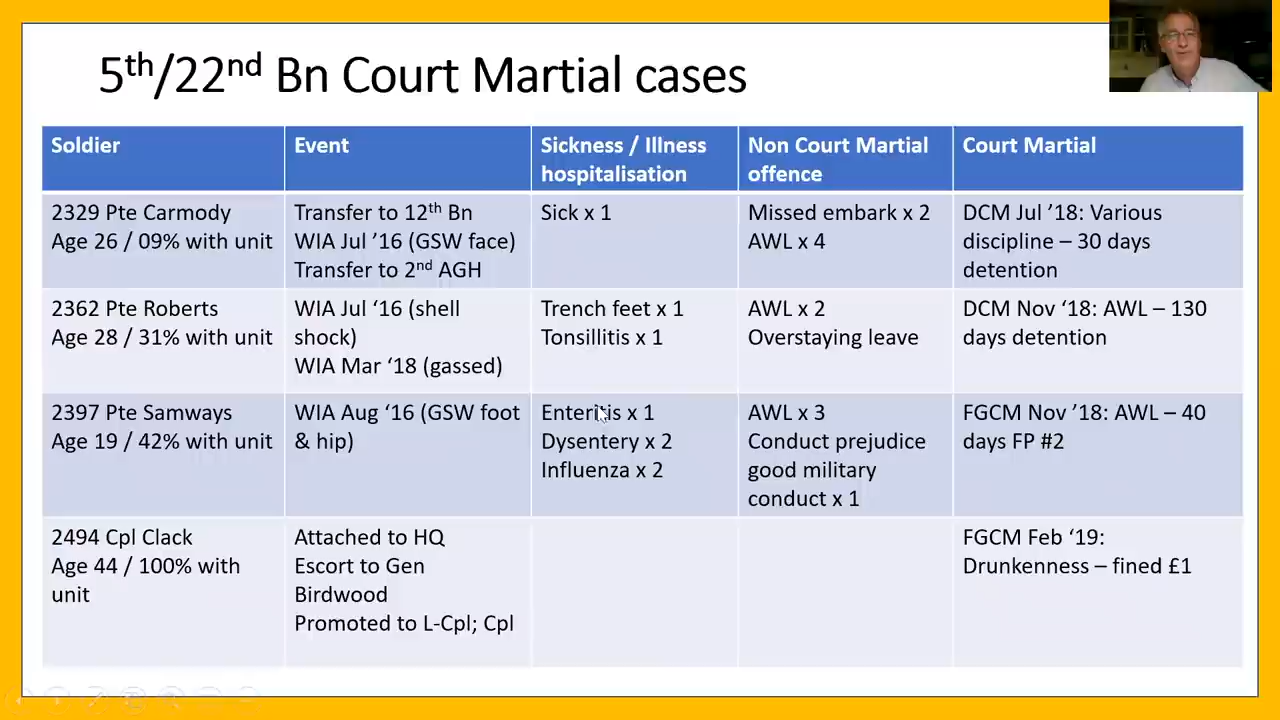 5th/22nd Bn Court Martial cases
Soldier
Event
Sickness / Illness
hospitalisation
Non Court Martial
offence
Court Martial
2329 Pte Carmody
Age 26 / 09% with unit
Transfer to 12th Bn
WIA Jul ’16 (GSW face)
Transfer to 2nd AGH
Sick x 1
Missed embark x 2
AWL x 4
DCM Jul ’18: Various
discipline – 30 days
detention
2362 Pte Roberts
Age 28 / 31% with unit
WIA Jul ‘16 (shell
shock)
WIA Mar ‘18 (gassed)
Trench feet x 1
Tonsillitis x 1
AWL x 2
Overstaying leave
DCM Nov ‘18: AWL – 130
days detention
2397 Pte Samways
Age 19 / 42% with unit
WIA Aug ‘16 (GSW foot
& hip)
Enteritis x 1
Dysentery x 2
Influenza x 2
AWL x 3
Conduct prejudice
good military
conduct x 1
FGCM Nov ’18: AWL – 40
days FP #2
2494 Cpl Clack
Age 44 / 100% with
unit
Attached to HQ
Escort to Gen
Birdwood
Promoted to L-Cpl; Cpl
FGCM Feb ‘19:
Drunkenness – fined £1